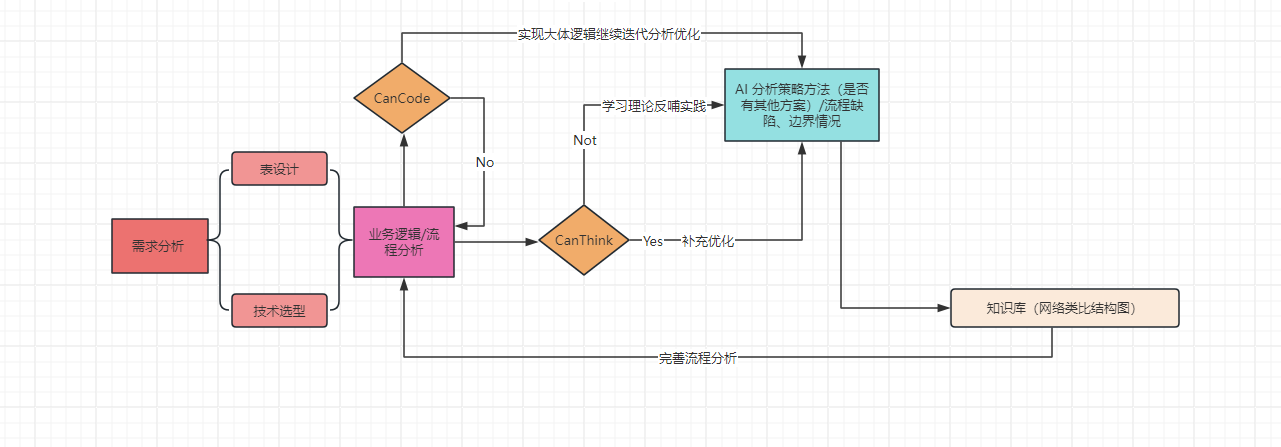 实现大体逻辑继续迭代分析优化
CanCode
AI 分析策略方法（是否
有其他方案）/流程缺
陷、边界情况
学习理论反哺实践
Not
No
表设计
需求分析
业务逻辑/流
程分析
CanThink
Yes
补充优化
技术选型
知识库（网络类比结构图）
完善流程分析